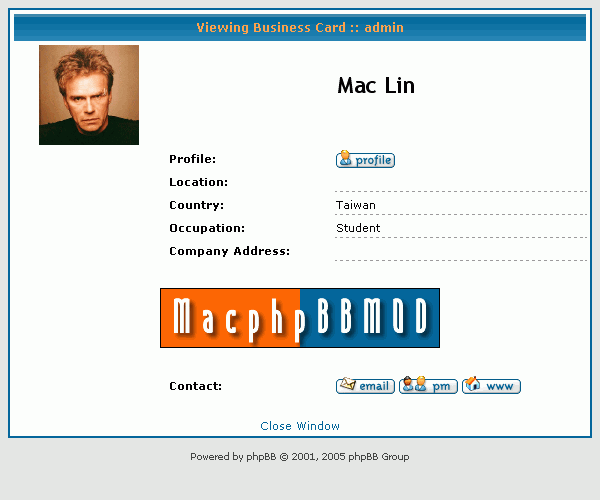 Viewing Business Card :: admin
Mac Lin
Profile: profile
Location:
Country: Taiwan
Occupation: Student
Company Address:
MacphpBBMOD
Contact: email pm www
Close Window
Powered by phpBB © 2001, 2005 phpBB Group